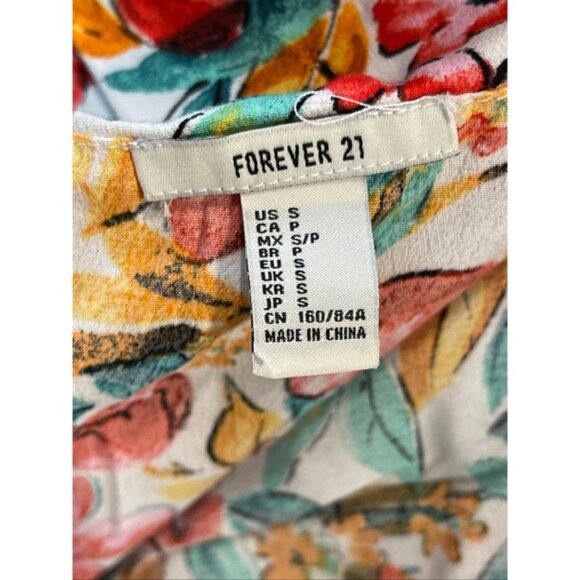 FOREVER 21
US S
CA P
MX S/P
BR P
EU S
UK S
KR S
JP S
CN 160/84A
MADE IN CHINA